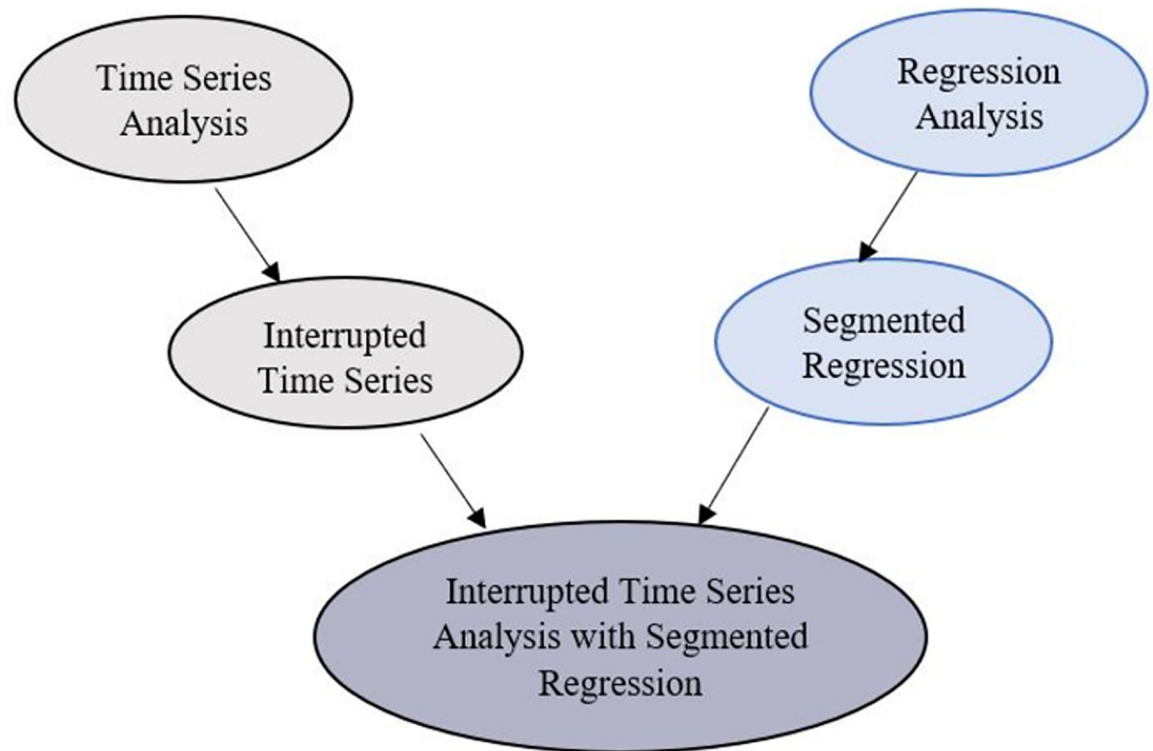 Time Series
Analysis
Regression
Analysis
Interrupted
Time Series
Segmented
Regression
Interrupted Time Series
Analysis with Segmented
Regression